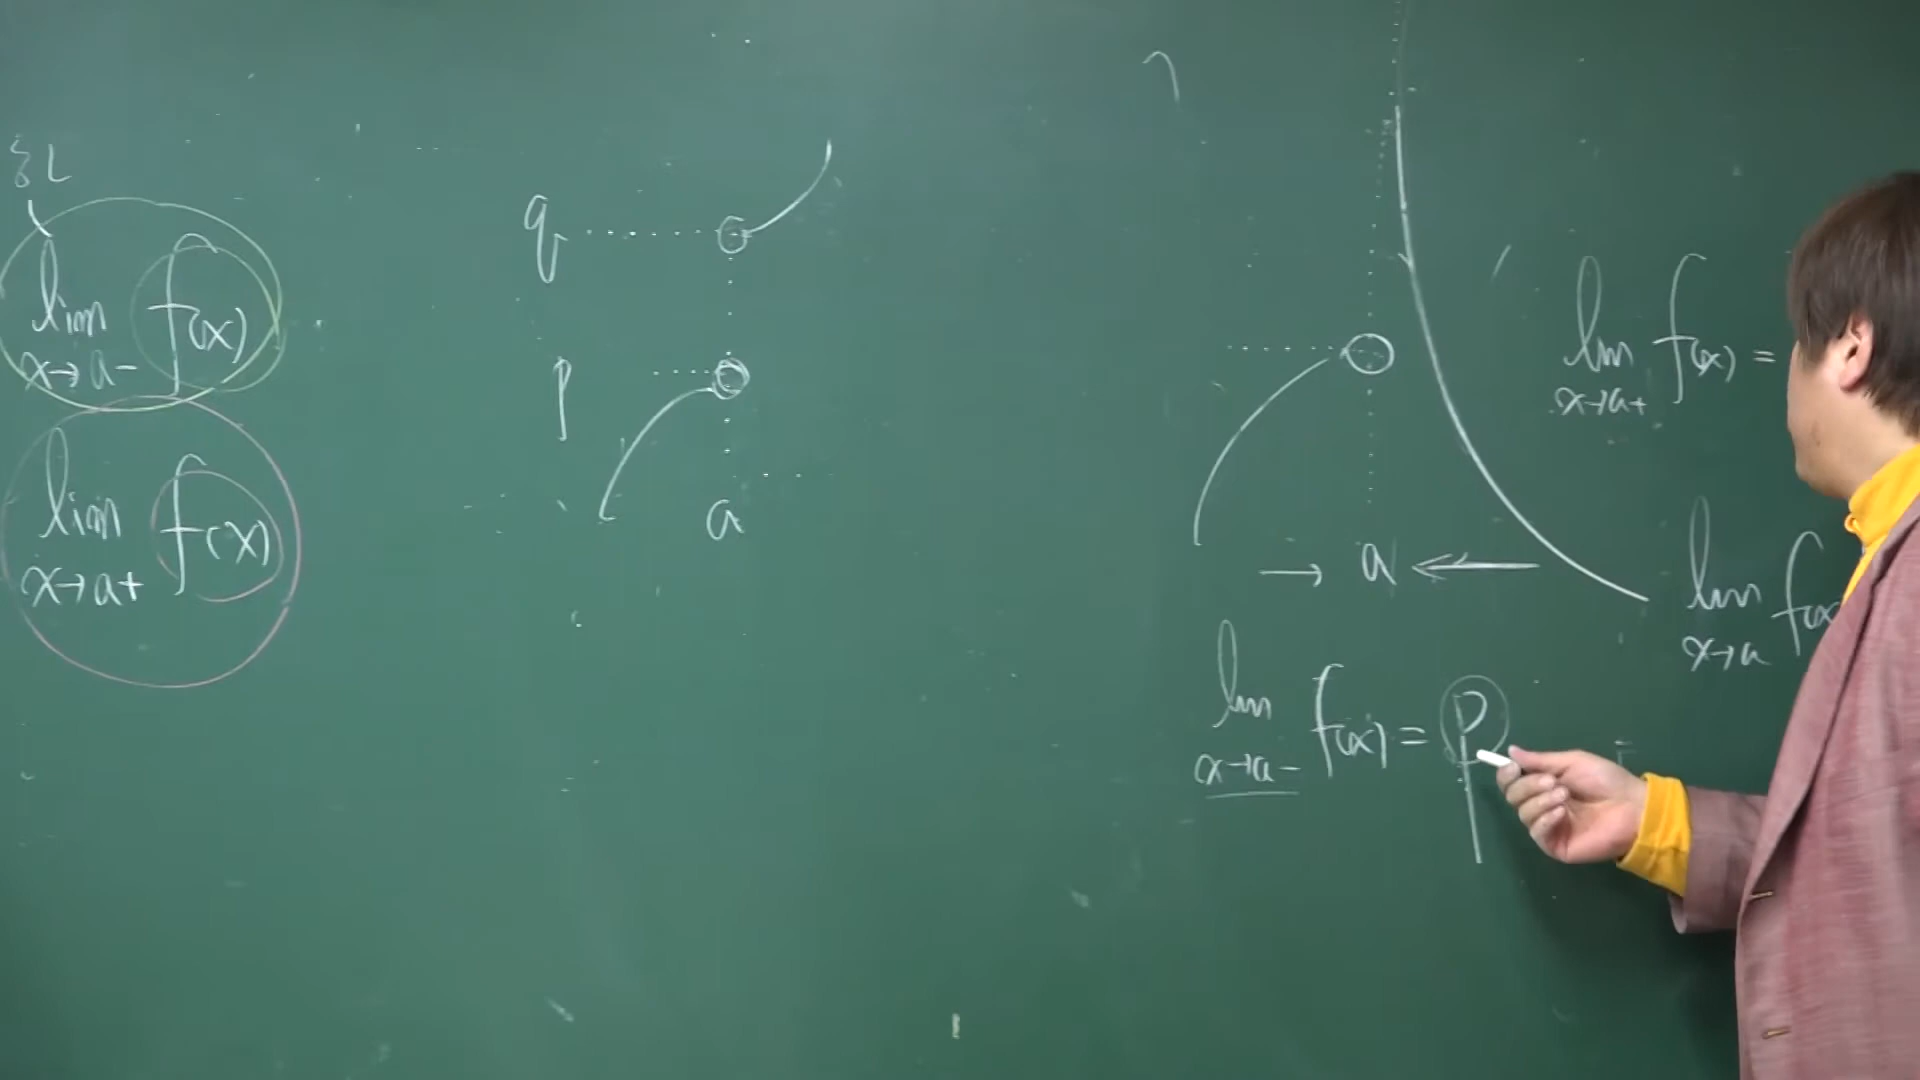 lim f(x)
x→a-
lim f(x)
x→a+
q
p
a
→ a ←
lim f(x) = p
x→a-
lim f(x) =
x→a+
lim f(x
x→a